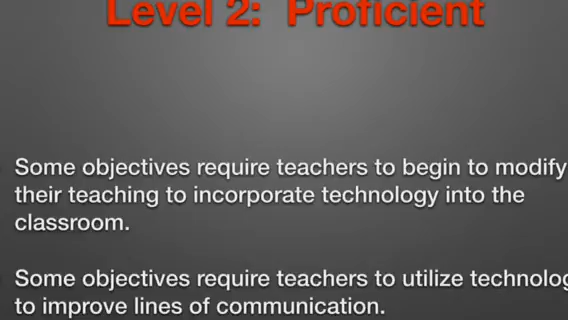 Level 2: Proficient
Some objectives require teachers to begin to modify
their teaching to incorporate technology into the
classroom.
Some objectives require teachers to utilize
to improve lines of communication.